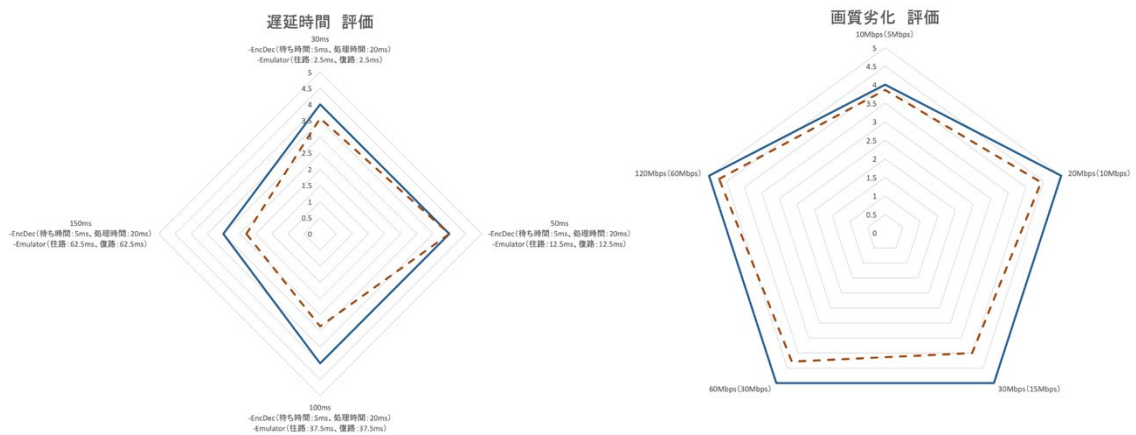 遅延時間 評価
30ms
-EncDec(待ち時間:5ms、処理時間:20ms)
-Emulator(往路:2.5ms、復路:2.5ms)
5
4.5
4
3.5
3
2.5
2
1.5
1
0.5
0
150ms
-EncDec(待ち時間:5ms、処理時間:20ms)
-Emulator(往路:62.5ms、復路:62.5ms)
50ms
-EncDec(待ち時間:5ms、処理時間:20ms)
-Emulator(往路:12.5ms、復路:12.5ms)
100ms
-EncDec(待ち時間:5ms、処理時間:20ms)
-Emulator(往路:37.5ms、復路:37.5ms)
画質劣化 評価
10Mbps(5Mbps)
5
4.5
4
3.5
3
2.5
2
1.5
1
0.5
0
120Mbps(60Mbps)
20Mbps(10Mbps)
60Mbps(30Mbps)
30Mbps(15Mbps)